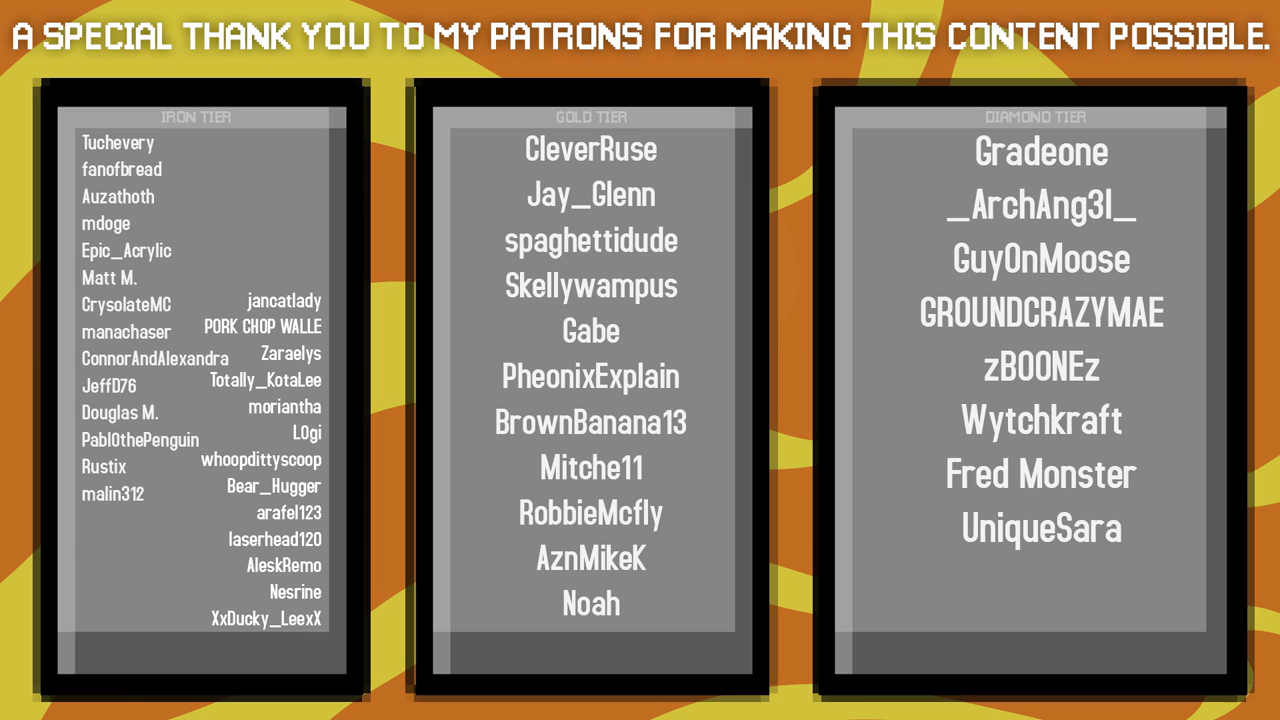 A SPECIAL THANK YOU TO MY PATRONS FOR MAKING THIS CONTENT POSSIBLE.
IRON TIER
Tuchevery
fanofbread
Auzathoth
mdoge
Epic_Acrylic
Matt M.
CrysolateMC
manachaser
ConnorAndAlexandra
JeffD76
Douglas M.
Pabl0thePenguin
Rustix
malin312
jancatlady
PORK CHOP WALLE
Zaraelys
Totally_KotaLee
moriantha
L0gi
whoopdittyscoop
Bear_Hugger
arafel123
laserhead120
AleskRemo
Nesrine
XxDucky_LeexX
GOLD TIER
CleverRuse
Jay_Glenn
spaghettidude
Skellywampus
Gabe
PheonixExplain
BrownBanana13
Mitche11
RobbieMcfly
AznMikeK
Noah
DIAMOND TIER
Gradeone
_ArchAng3l_
GuyOnMoose
GROUNDCRAZYMAE
zBOONEz
Wytchkraft
Fred Monster
UniqueSara